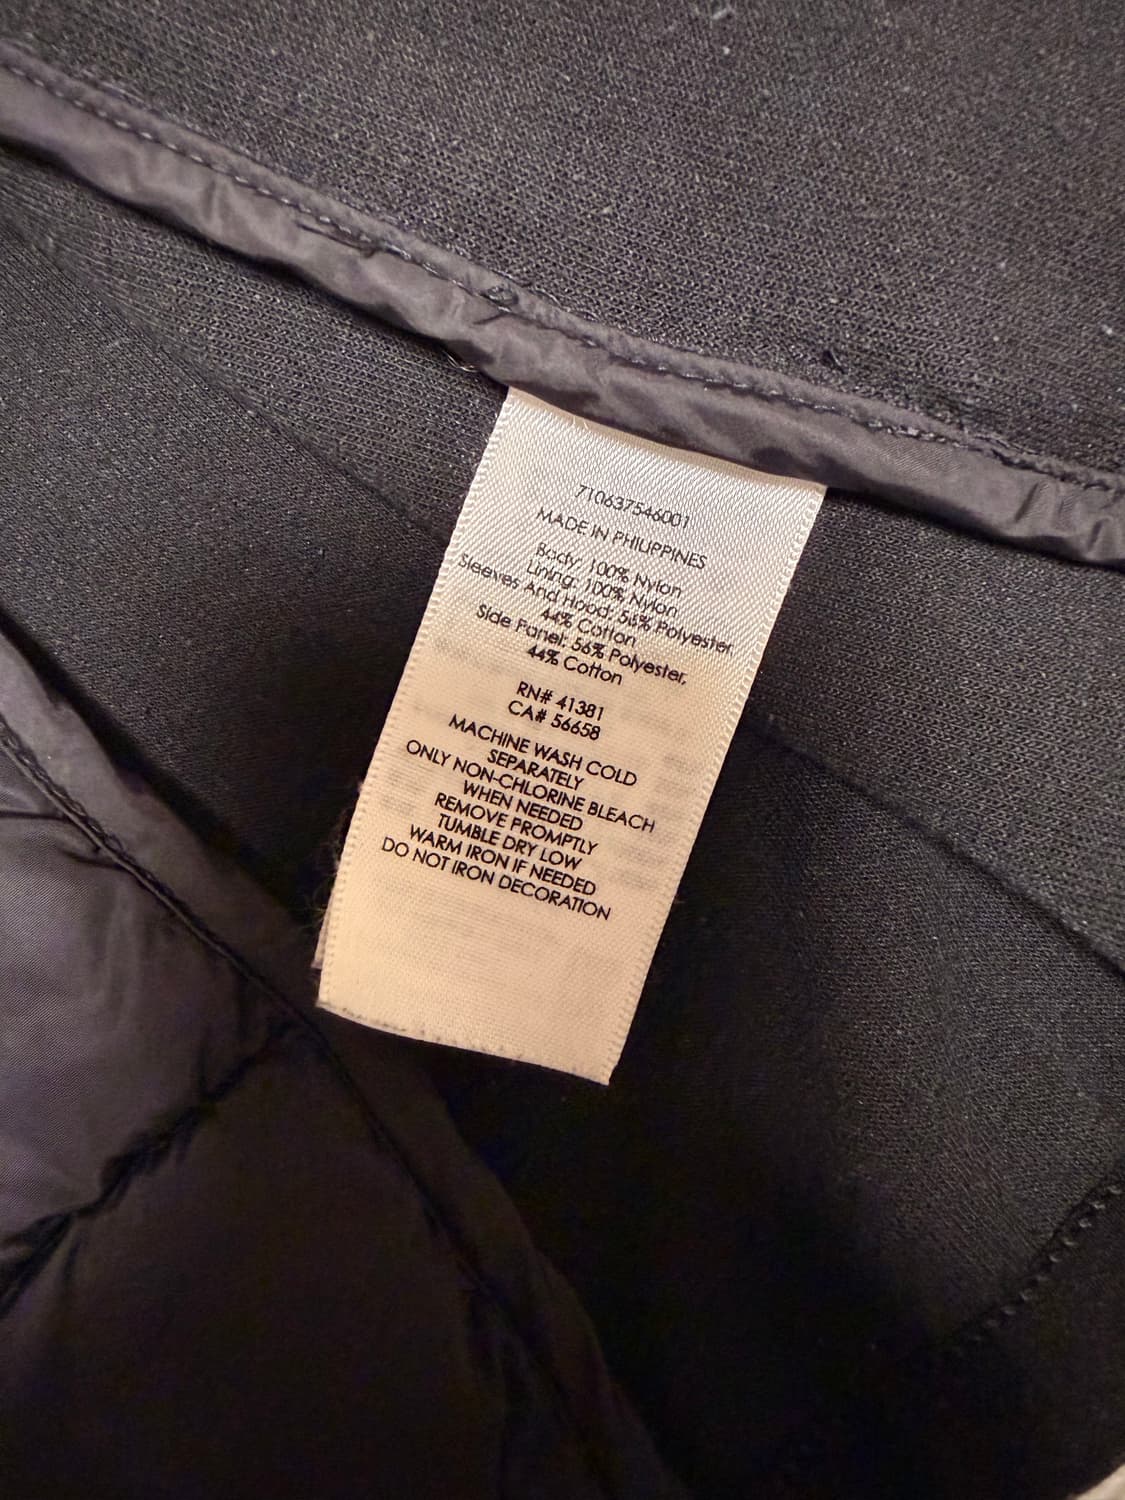 710637546001
MADE IN PHILIPPINES
Body: 100% Nylon
Lining: 100% Nylon
Sleeves And Hood: 56% Polyester,
44% Cotton
Side Panel: 56% Polyester,
44% Cotton
RN# 41381
CA# 56658
MACHINE WASH COLD
SEPARATELY
ONLY NON-CHLORINE BLEACH
WHEN NEEDED
REMOVE PROMPTLY
TUMBLE DRY LOW
WARM IRON IF NEEDED
DO NOT IRON DECORATION